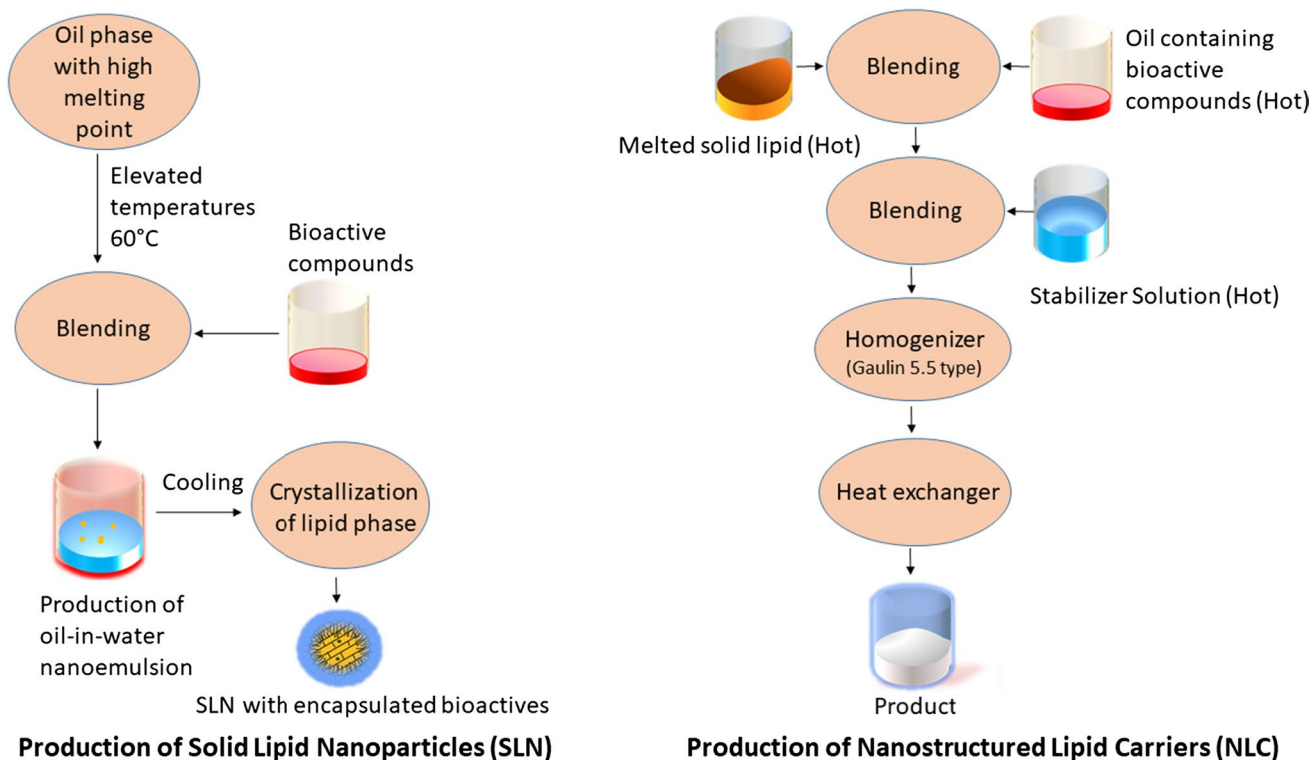 Oil phase
with high
melting
point
Elevated
temperatures
60°C
Bioactive
compounds
Blending
Cooling
Crystallization
of lipid phase
Production of
oil-in-water
nanoemulsion
SLN with encapsulated bioactives
Production of Solid Lipid Nanoparticles (SLN)
Blending
Oil containing
bioactive
compounds (Hot)
Melted solid lipid (Hot)
Blending
Stabilizer Solution (Hot)
Homogenizer
(Gaulin 5.5 type)
Heat exchanger
Product
Production of Nanostructured Lipid Carriers (NLC)